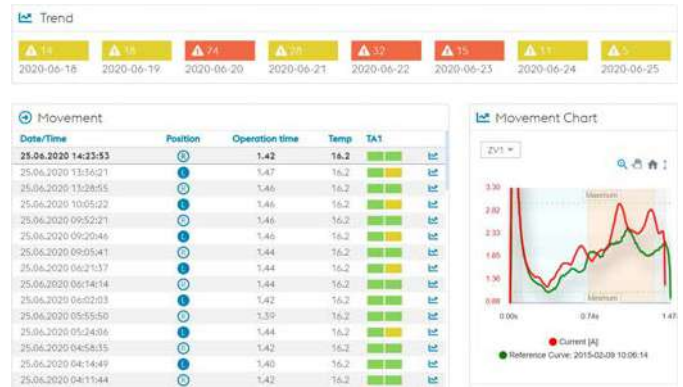 Trend
14 18 74 28 32 15 11 5
2020-06-18 2020-06-19 2020-06-20 2020-06-21 2020-06-22 2020-06-23 2020-06-24 2020-06-25
Movement
Date/Time Position Operation time Temp TA1
25.06.2020 14:23:53 R 1.42 16.2
25.06.2020 13:36:21 L 1.47 16.2
25.06.2020 13:28:55 R 1.46 16.2
25.06.2020 10:05:22 L 1.46 16.2
25.06.2020 09:52:21 R 1.46 16.2
25.06.2020 09:20:46 L 1.46 16.2
25.06.2020 09:05:41 R 1.44 16.2
25.06.2020 06:21:37 L 1.44 16.2
25.06.2020 06:14:14 R 1.44 16.2
25.06.2020 06:02:03 L 1.42 16.2
25.06.2020 05:55:50 R 1.39 16.2
25.06.2020 05:24:06 L 1.44 16.2
25.06.2020 04:58:35 R 1.42 16.2
25.06.2020 04:14:49 L 1.40 16.2
25.06.2020 04:11:44 R 1.42 16.2
Movement Chart
ZV1
3.30
Maximum
2.82
2.33
1.85
1.36
0.88
Minimum
0.00s 0.74s 1.47
Current [A]
Reference Curve: 2015-02-09 10:06:14